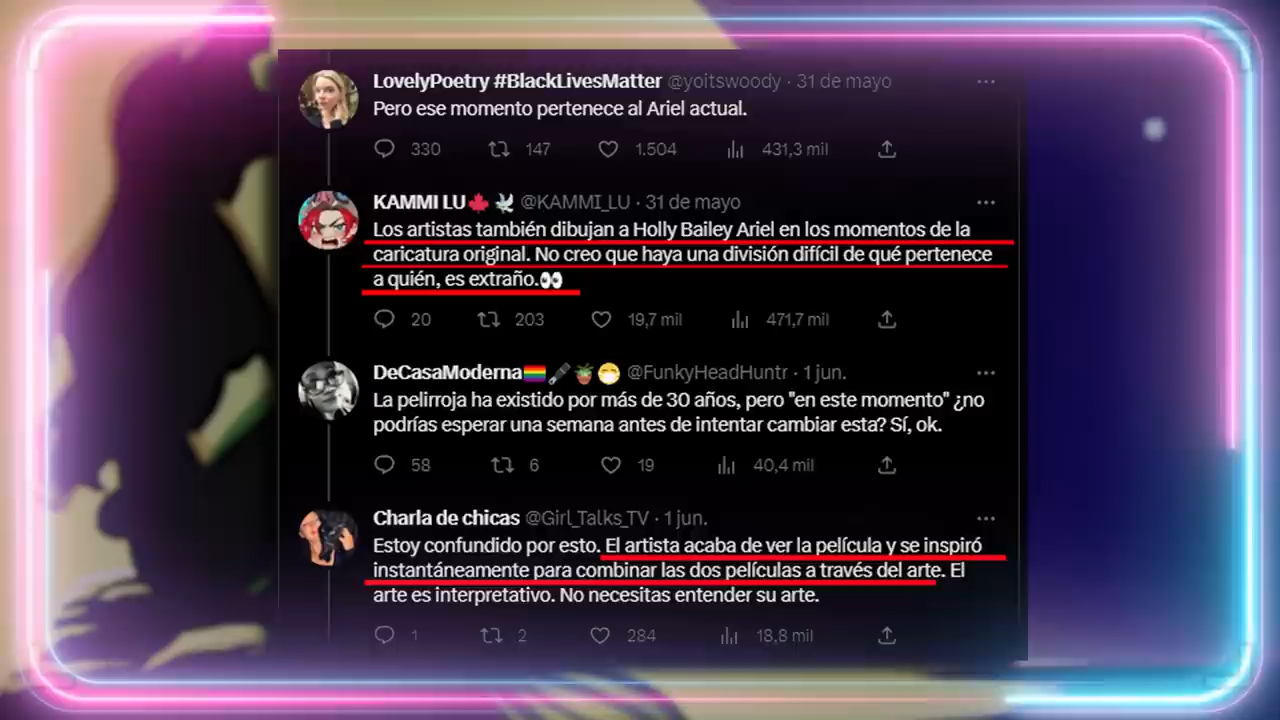 LovelyPoetry #BlackLivesMatter @yoitswoody · 31 de mayo
Pero ese momento pertenece al Ariel actual.
330 147 1.504 431,3 mil
KAMMI LU🍁🕊️ @KAMMI_LU · 31 de mayo
Los artistas también dibujan a Holly Bailey Ariel en los momentos de la
caricatura original. No creo que haya una división difícil de qué pertenece
a quién, es extraño.👀
20 203 19,7 mil 471,7 mil
DeCasaModerna🏳️‍🌈🎤🪴😷 @FunkyHeadHuntr · 1 jun.
La pelirroja ha existido por más de 30 años, pero "en este momento" ¿no
podrías esperar una semana antes de intentar cambiar esta? Sí, ok.
58 6 19 40,4 mil
Charla de chicas @Girl_Talks_TV · 1 jun.
Estoy confundido por esto. El artista acaba de ver la película y se inspiró
instantáneamente para combinar las dos películas a través del arte. El
arte es interpretativo. No necesitas entender su arte.
1 2 284 18,8 mil